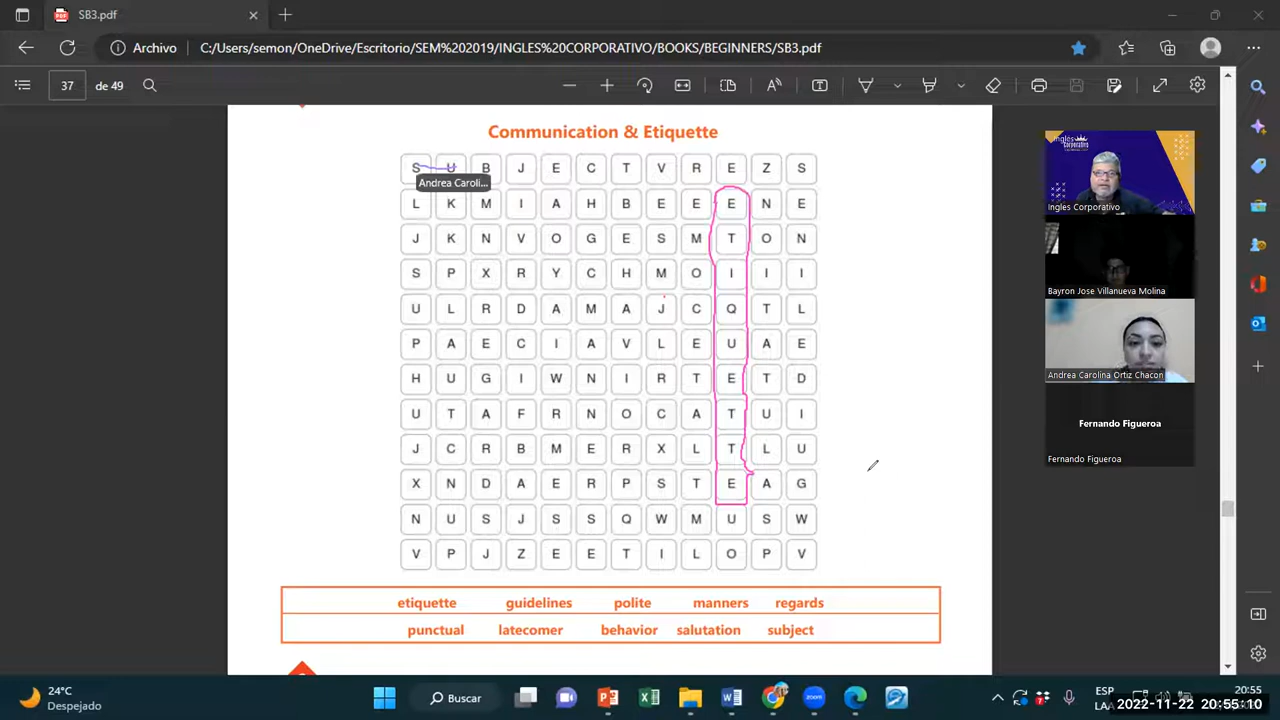 SB3.pdf
Archivo C:/Users/semon/OneDrive/Escritorio/SEM%202019/INGLES%20CORPORATIVO/BOOKS/BEGINNERS/SB3.pdf
37 de 49
Communication & Etiquette
S U B J E C T V R E Z S
Andrea Caroli...
L K M I A H B E E E N E
J K N V O G E S M T O N
S P X R Y C H M O I I I
U L R D A M A J C Q T L
P A E C I A V L E U A E
H U G I W N I R T E T D
U T A F R N O C A T U I
J C R B M E R X L T L U
X N D A E R P S T E A G
N U S J S S Q W M U S W
V P J Z E E T I L O P V
etiquette guidelines polite manners regards
punctual latecomer behavior salutation subject
Inglés Corporativo
Ingles Corporativo
Bayron Jose Villanueva Molina
Andrea Carolina Ortiz Chacon
Fernando Figueroa
Fernando Figueroa
24°C
Despejado
Buscar
ESP
LAA
20:55
2022-11-22 20:55:10